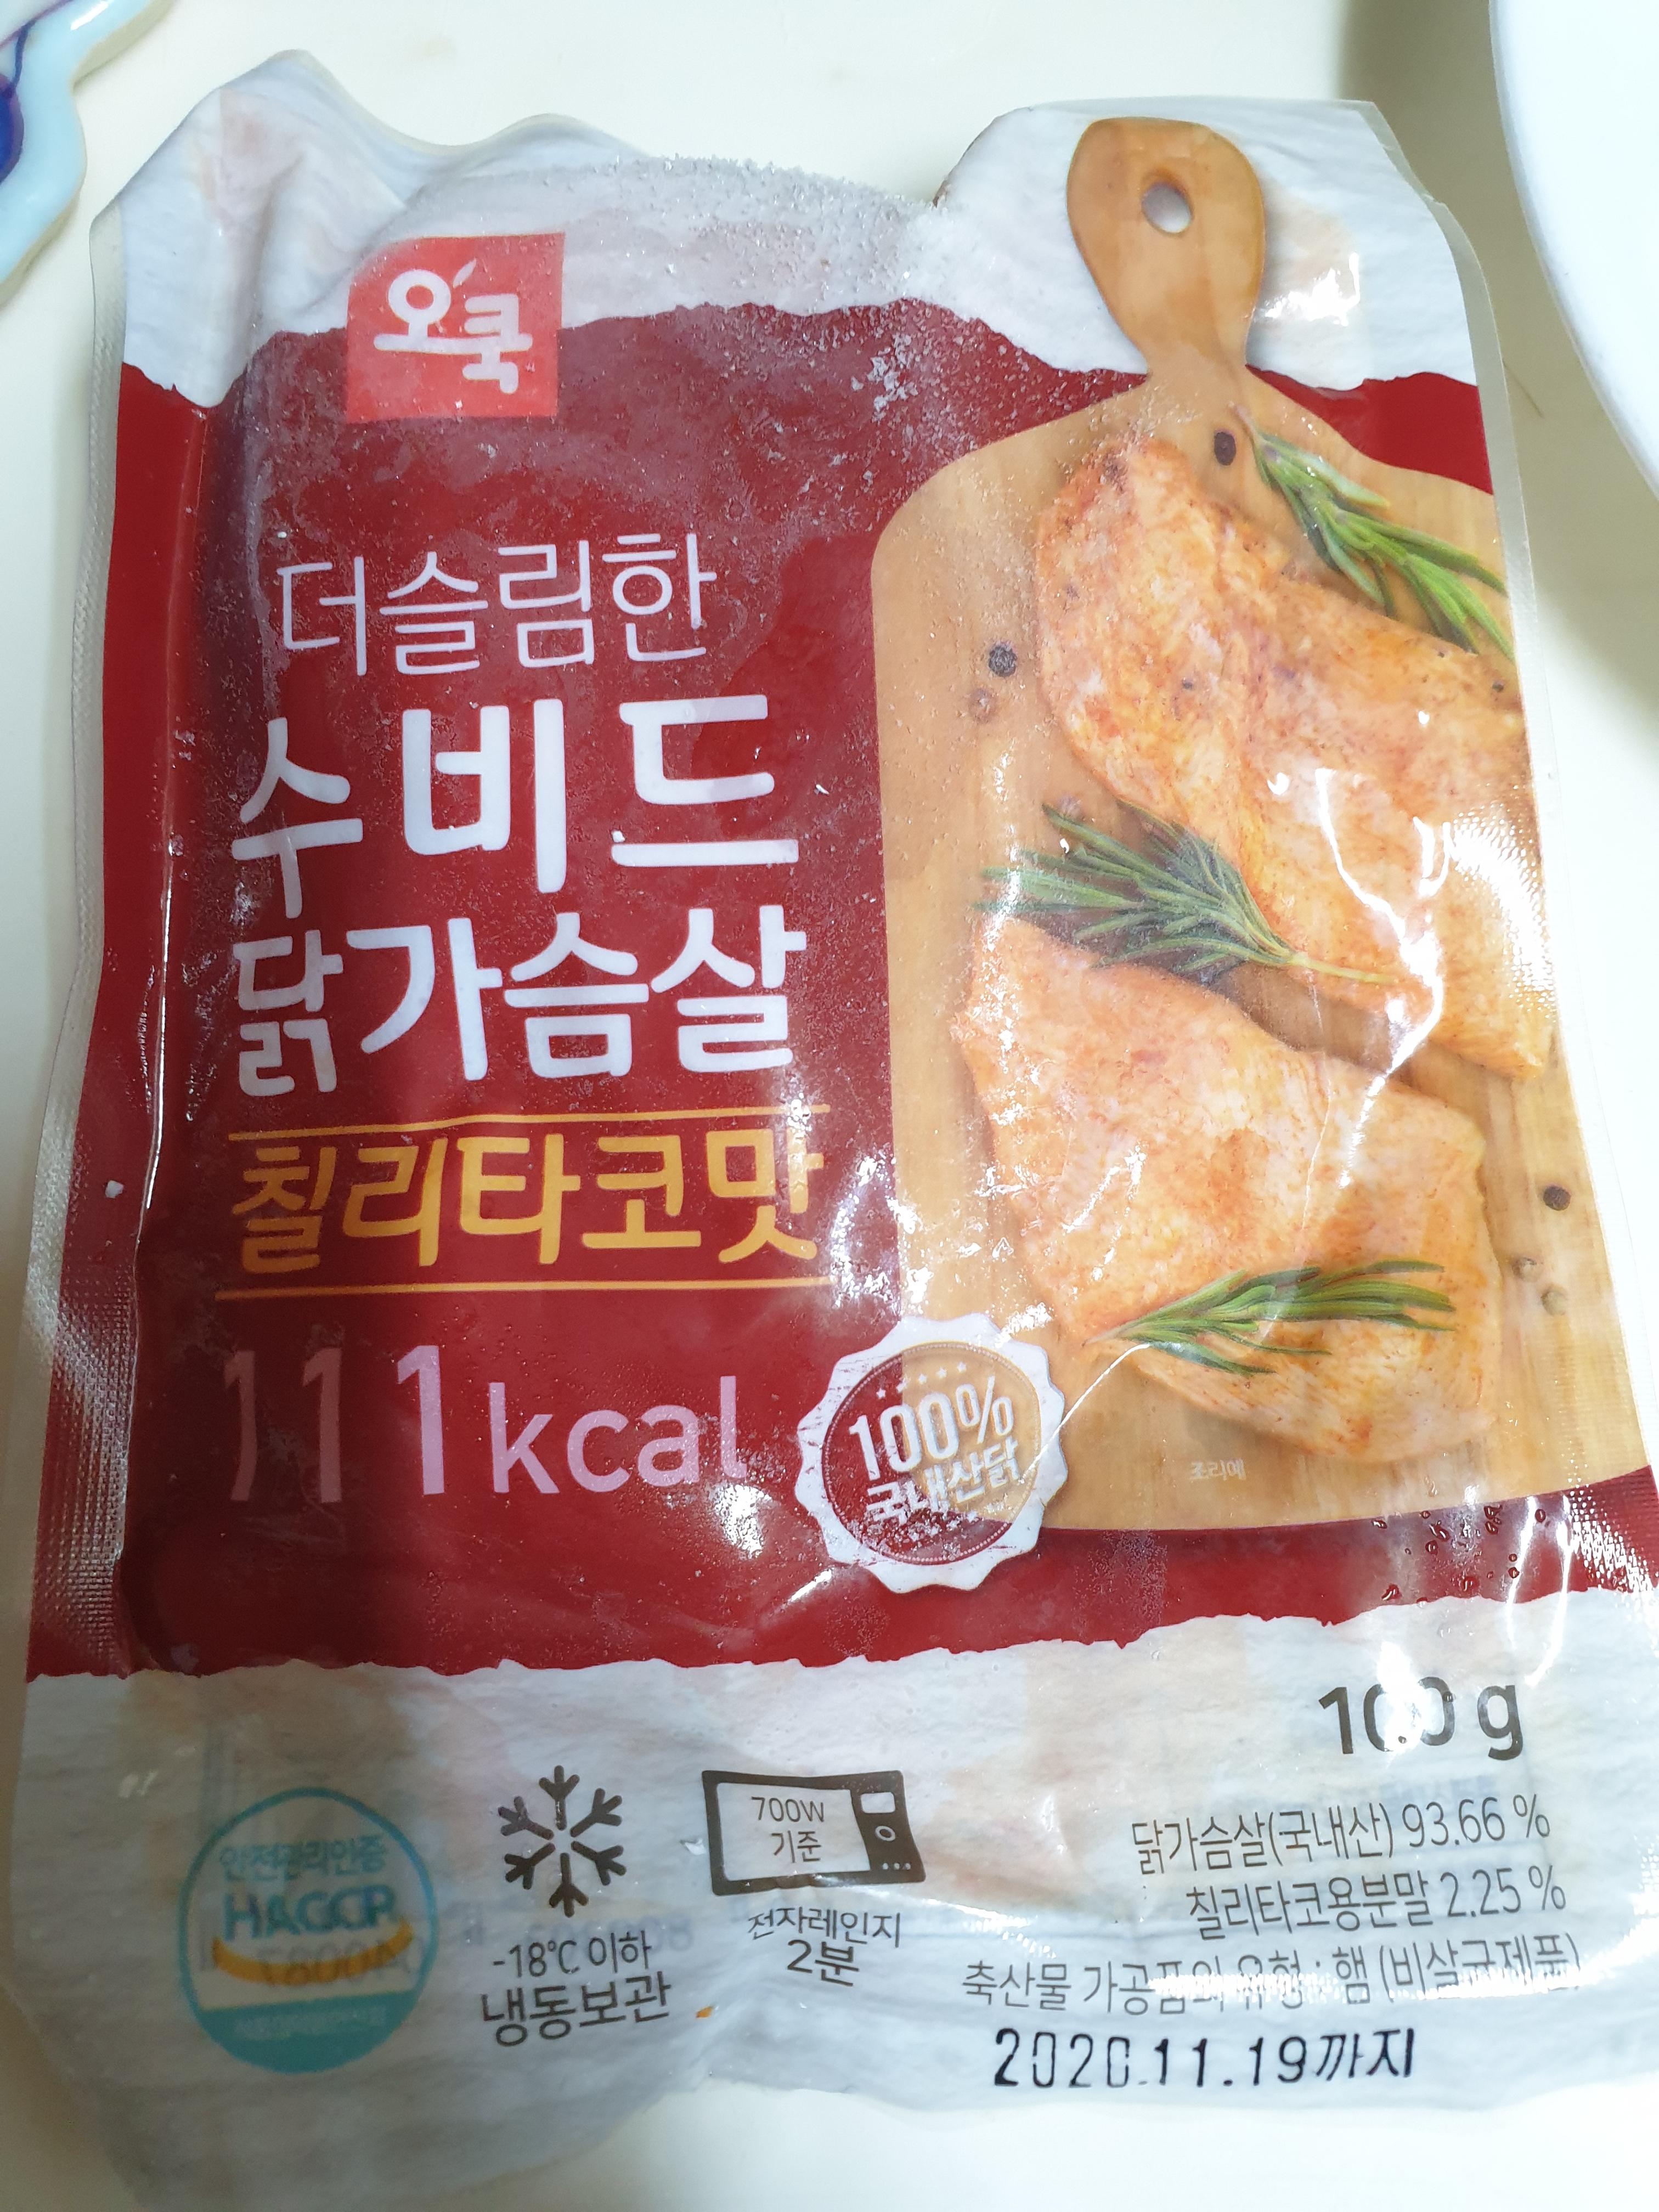 오'쿡
더슬림한
수비드
닭가슴살
칠리타코맛
111kcal
100%
국내산닭
조리예
100 g
닭가슴살(국내산) 93.66 %
칠리타코용분말 2.25 %
축산물 가공품의 유형 : 햄 (비살균제품)
2020.11.19까지
안전관리인증
HACCP
-18℃ 이하
냉동보관
700W
기준
전자레인지
2분